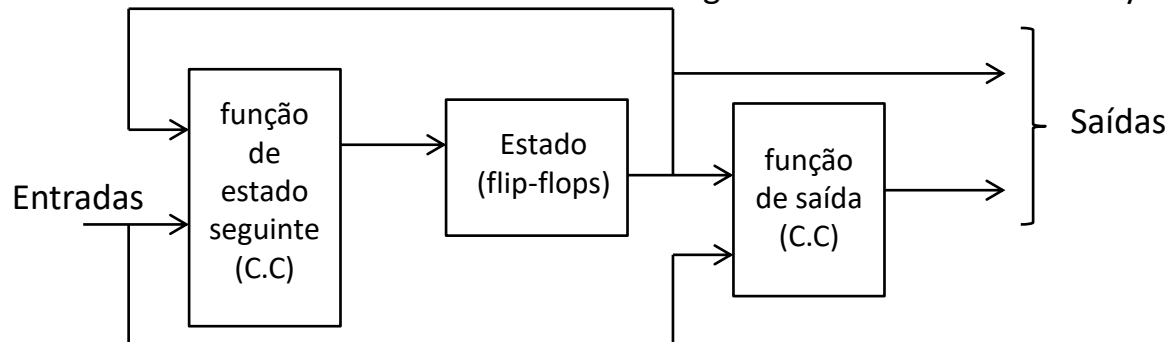 função
de
estado
seguinte
(C.C)
Estado
(flip-flops)
função
de saída
(C.C)
Entradas
Saídas